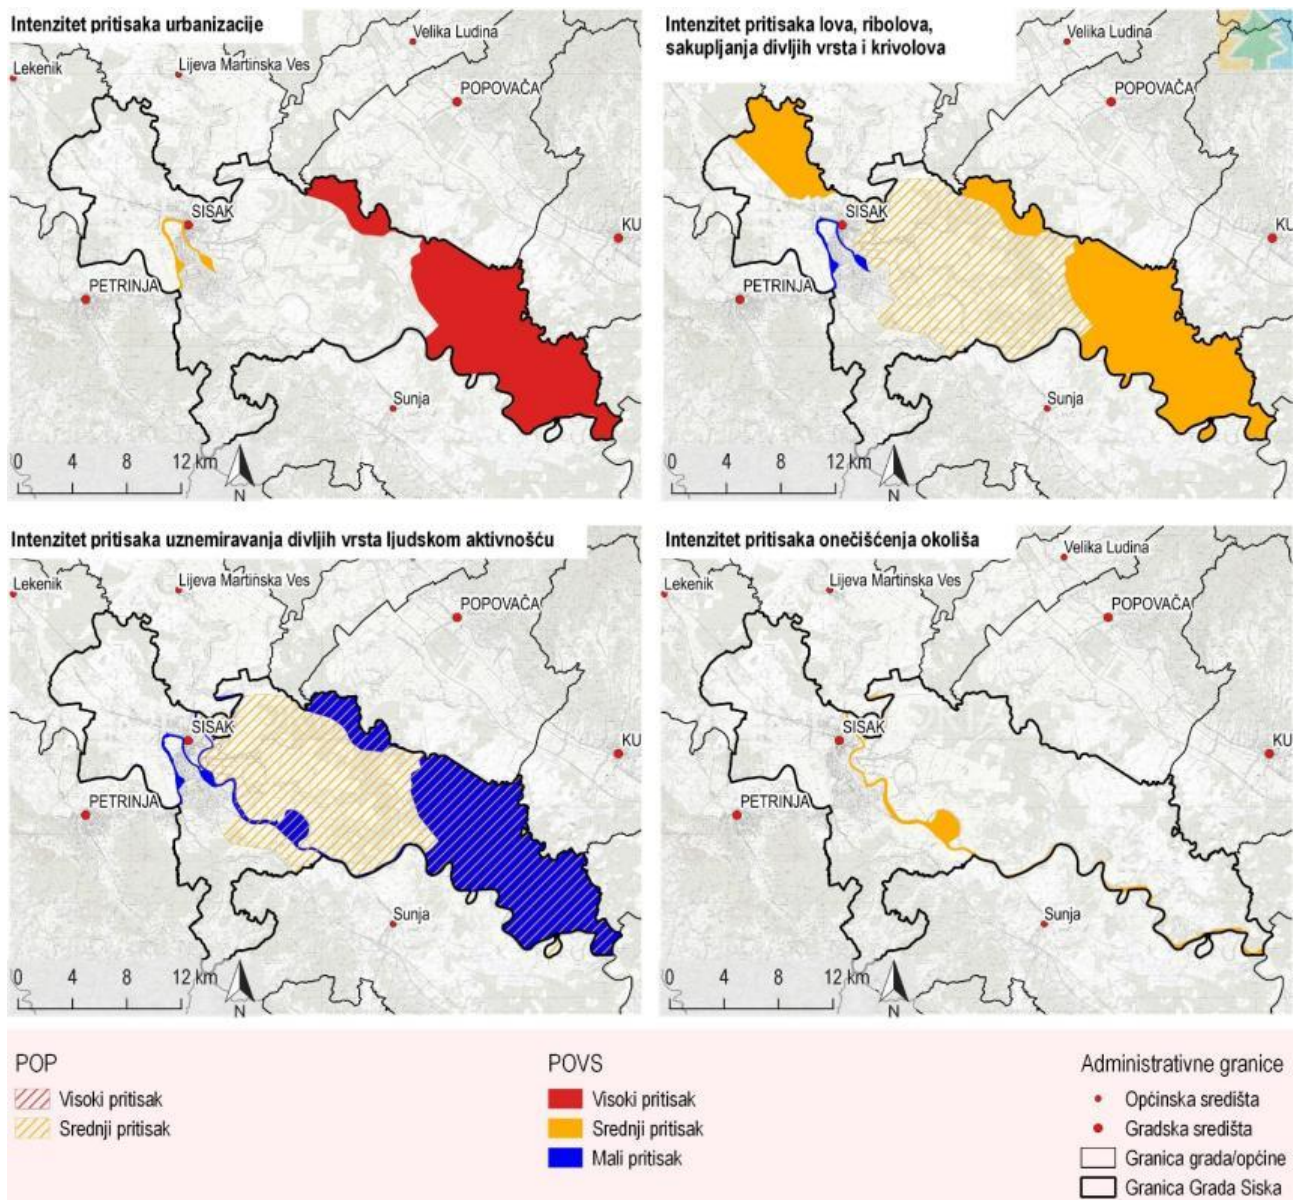 Intenzitet pritisaka urbanizacije
Velika Ludina
Lekenik
Lijeva Martinska Ves
POPOVAČA
SISAK
KU
PETRINJA
Sunja
0 4 8 12 km
N
Intenzitet pritisaka lova, ribolova,
sakupljanja divljih vrsta i krivolova
Velika Ludina
POPOVAČA
SISAK
KU
PETRINJA
Sunja
0 4 8 12 km
N
Intenzitet pritisaka uznemiravanja divljih vrsta ljudskom aktivnošću
Lekenik
Lijeva Martinska Ves
POPOVAČA
SISAK
KU
PETRINJA
Sunja
0 4 8 12 km
N
Intenzitet pritisaka onečišćenja okoliša
Velika Ludina
Lekenik
Lijeva Martinska Ves
POPOVAČA
SISAK
KU
PETRINJA
Sunja
0 4 8 12 km
N
POP
Visoki pritisak
Srednji pritisak
POVS
Visoki pritisak
Srednji pritisak
Mali pritisak
Administrativne granice
Općinska središta
Gradska središta
Granica grada/općine
Granica Grada Siska